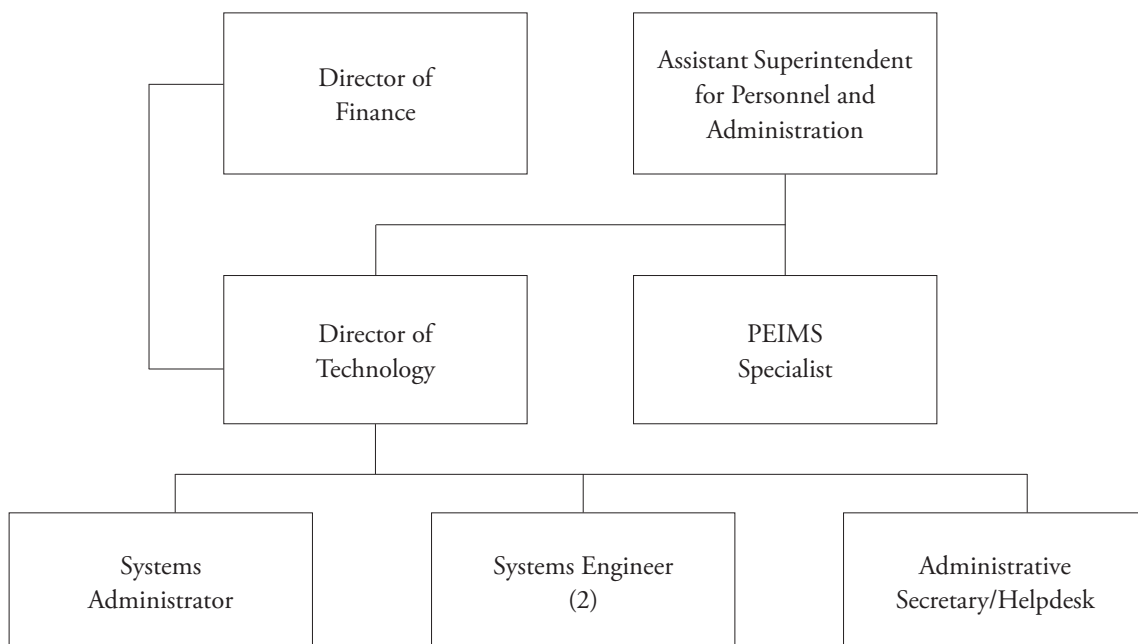 Director of
Finance
Assistant Superintendent
for Personnel and
Administration
Director of
Technology
PEIMS
Specialist
Systems
Administrator
Systems Engineer
(2)
Administrative
Secretary/Helpdesk